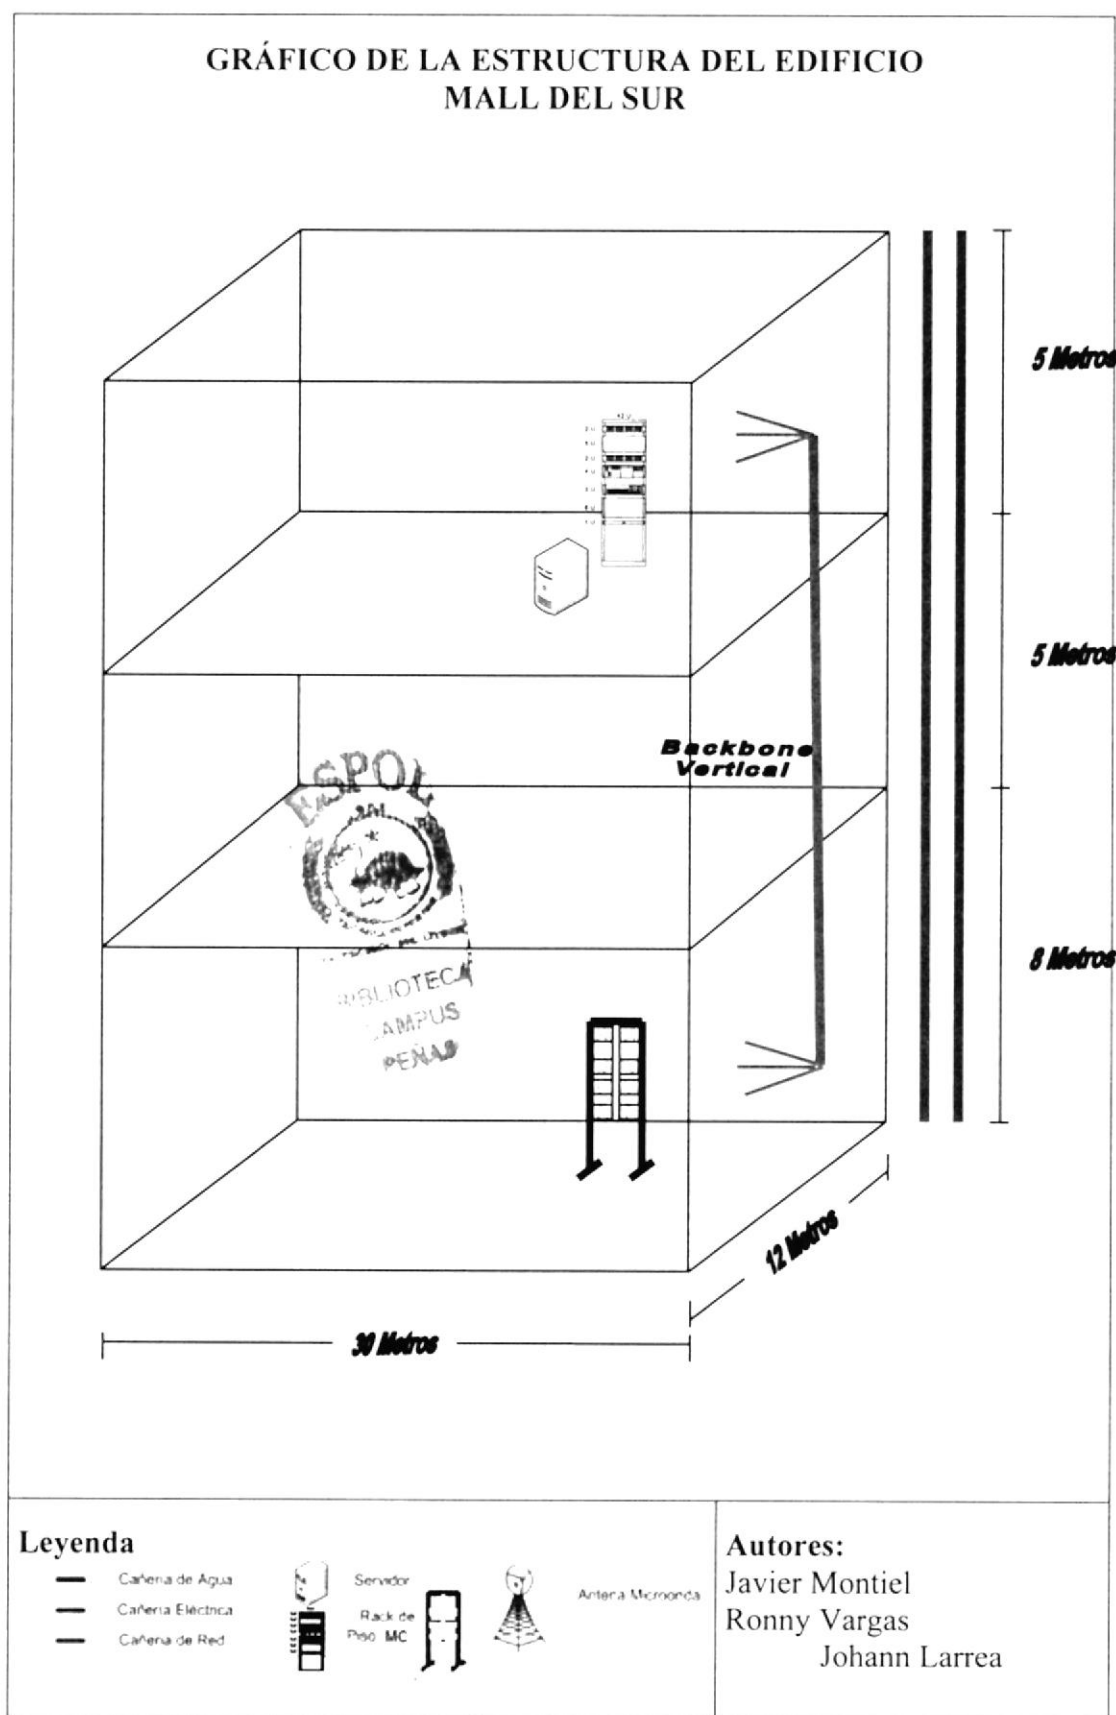 GRÁFICO DE LA ESTRUCTURA DEL EDIFICIO
MALL DEL SUR
5 Metros
5 Metros
Backbone
Vertical
ESPOL
8 Metros
BIBLIOTECA
CAMPUS
PEÑAS
12 Metros
30 Metros
Leyenda
Cañeria de Agua
Cañeria Eléctrica
Cañeria de Red
Servidor
Rack de
Piso MC
Antena Microonda
Autores:
Javier Montiel
Ronny Vargas
Johann Larrea